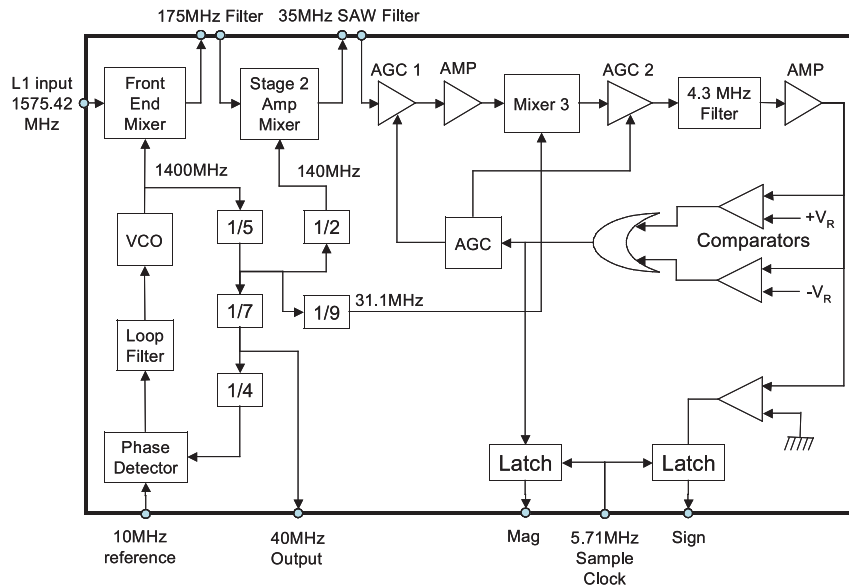 175MHz Filter
35MHz SAW Filter
L1 input
1575.42
MHz
Front
End
Mixer
Stage 2
Amp
Mixer
AGC 1
AMP
Mixer 3
AGC 2
4.3 MHz
Filter
AMP
1400MHz
140MHz
VCO
1/5
1/2
AGC
Comparators
+VR
-VR
1/7
1/9
31.1MHz
Loop
Filter
1/4
Phase
Detector
Latch
Latch
10MHz
reference
40MHz
Output
Mag
5.71MHz
Sample
Clock
Sign